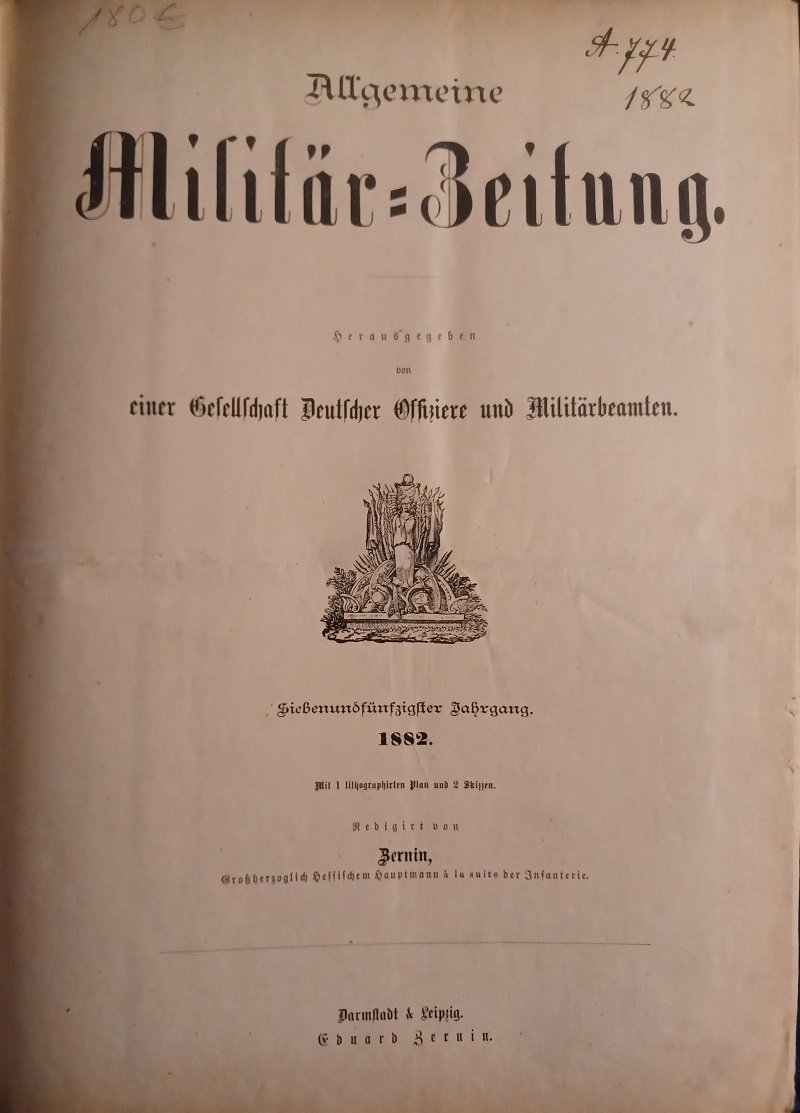 180 €
A. 774.
1882
Allgemeine
Militär=Zeitung.
Herausgegeben
von
einer Gesellschaft Deutscher Offiziere und Militärbeamten.
Siebenundfünfzigster Jahrgang.
1882.
Mit 1 lithographirten Plan und 2 Skizzen.
Redigirt von
Zernin,
Großherzoglich Hessischem Hauptmann à la suite der Infanterie.
Darmstadt & Leipzig.
Eduard Zernin.